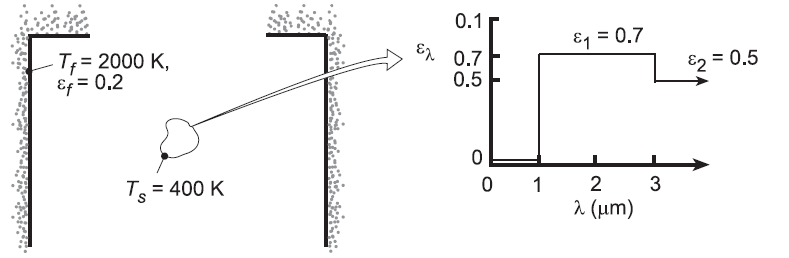 T_f = 2000 K,
ε_f = 0.2
T_s = 400 K
ε_λ
0.1
0.7
0.5
0
ε_1 = 0.7
ε_2 = 0.5
0 1 2 3
λ (μm)